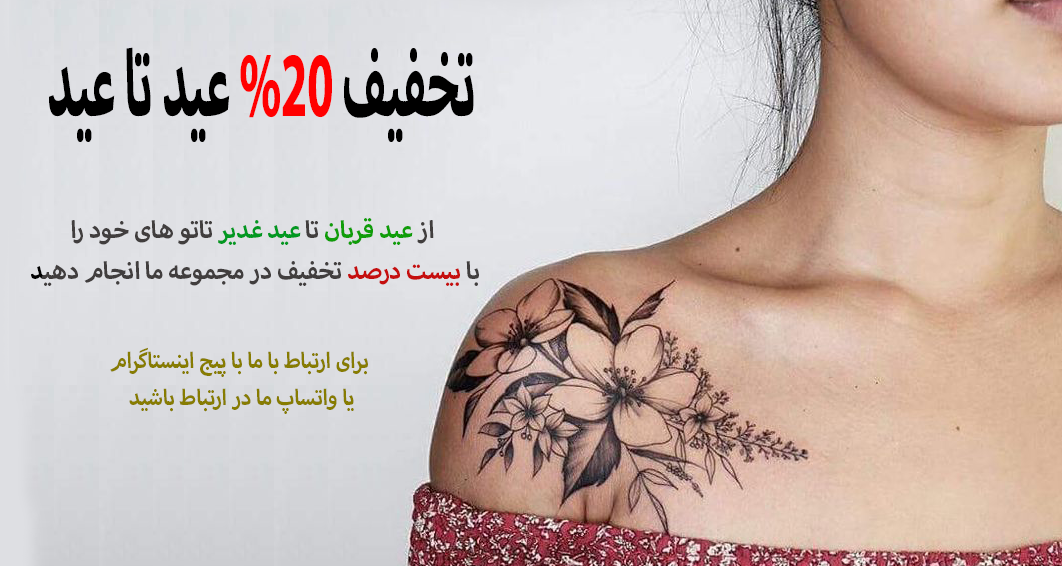 تخفیف 20% عید تا عید
از عید قربان تا عید غدیر تاتو های خود را
با بیست درصد تخفیف در مجموعه ما انجام دهید
برای ارتباط با ما با پیج اینستاگرام
یا واتساپ ما در ارتباط باشید